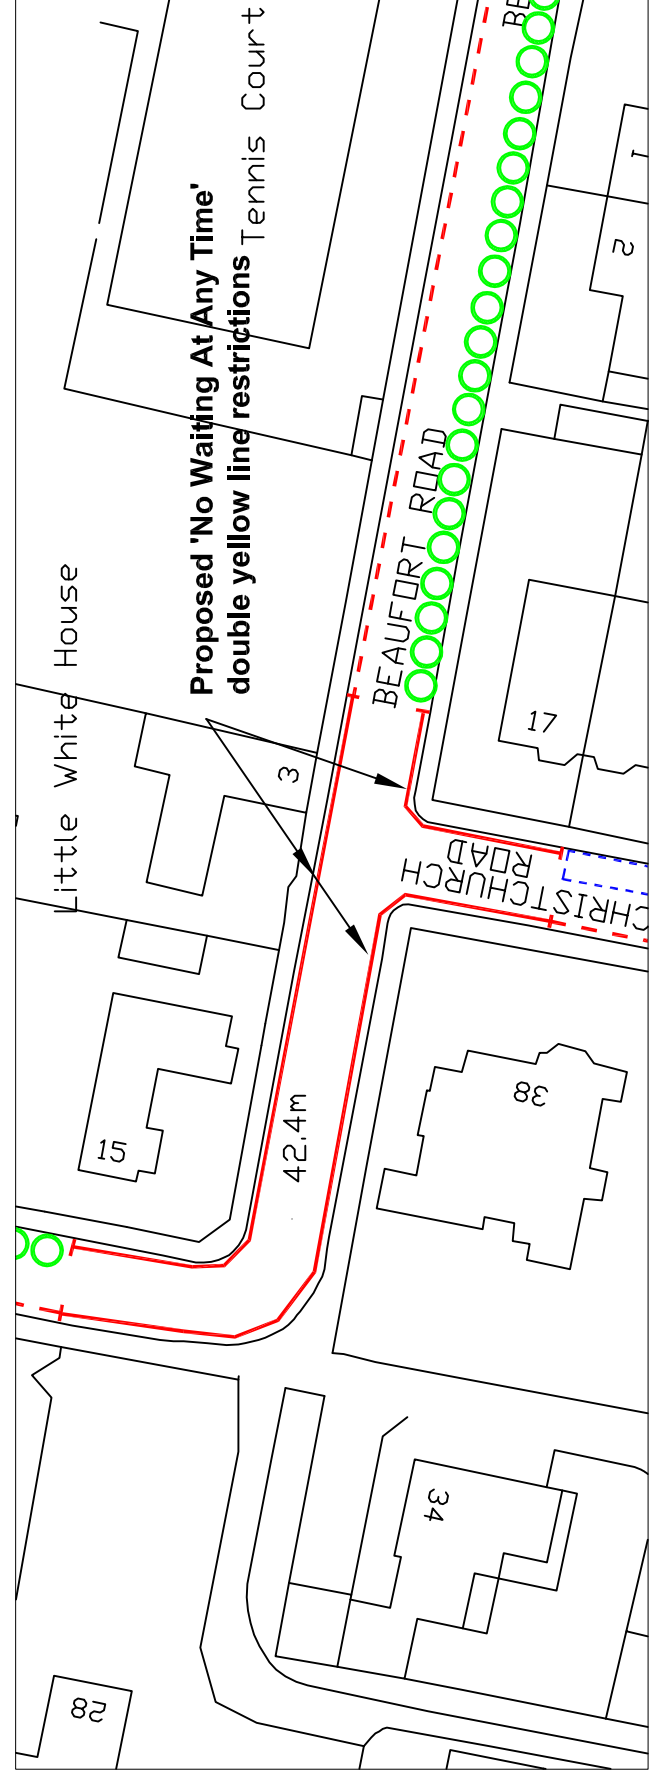 Tennis Court
BE
1
2
Proposed 'No Waiting At Any Time'
double yellow line restrictions
Little White House
BEAUFORT ROAD
3
17
CHRISTCHURCH
ROAD
38
42.4m
15
34
28